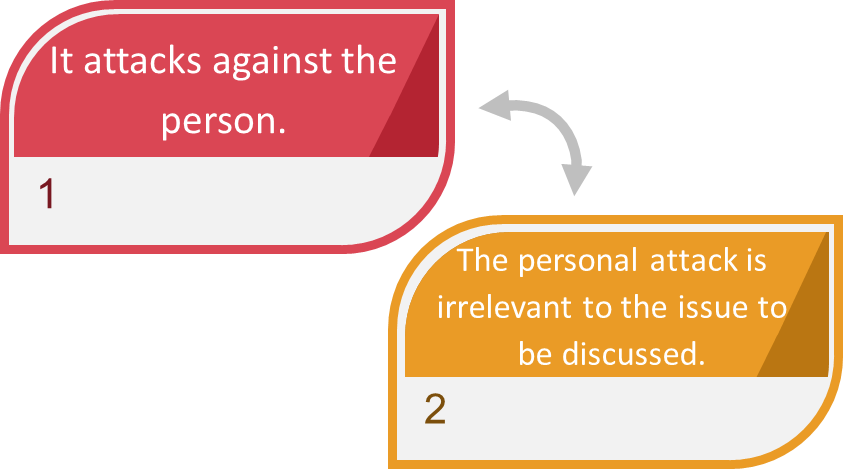 It attacks against the
person.
1
The personal attack is
irrelevant to the issue to
be discussed.
2